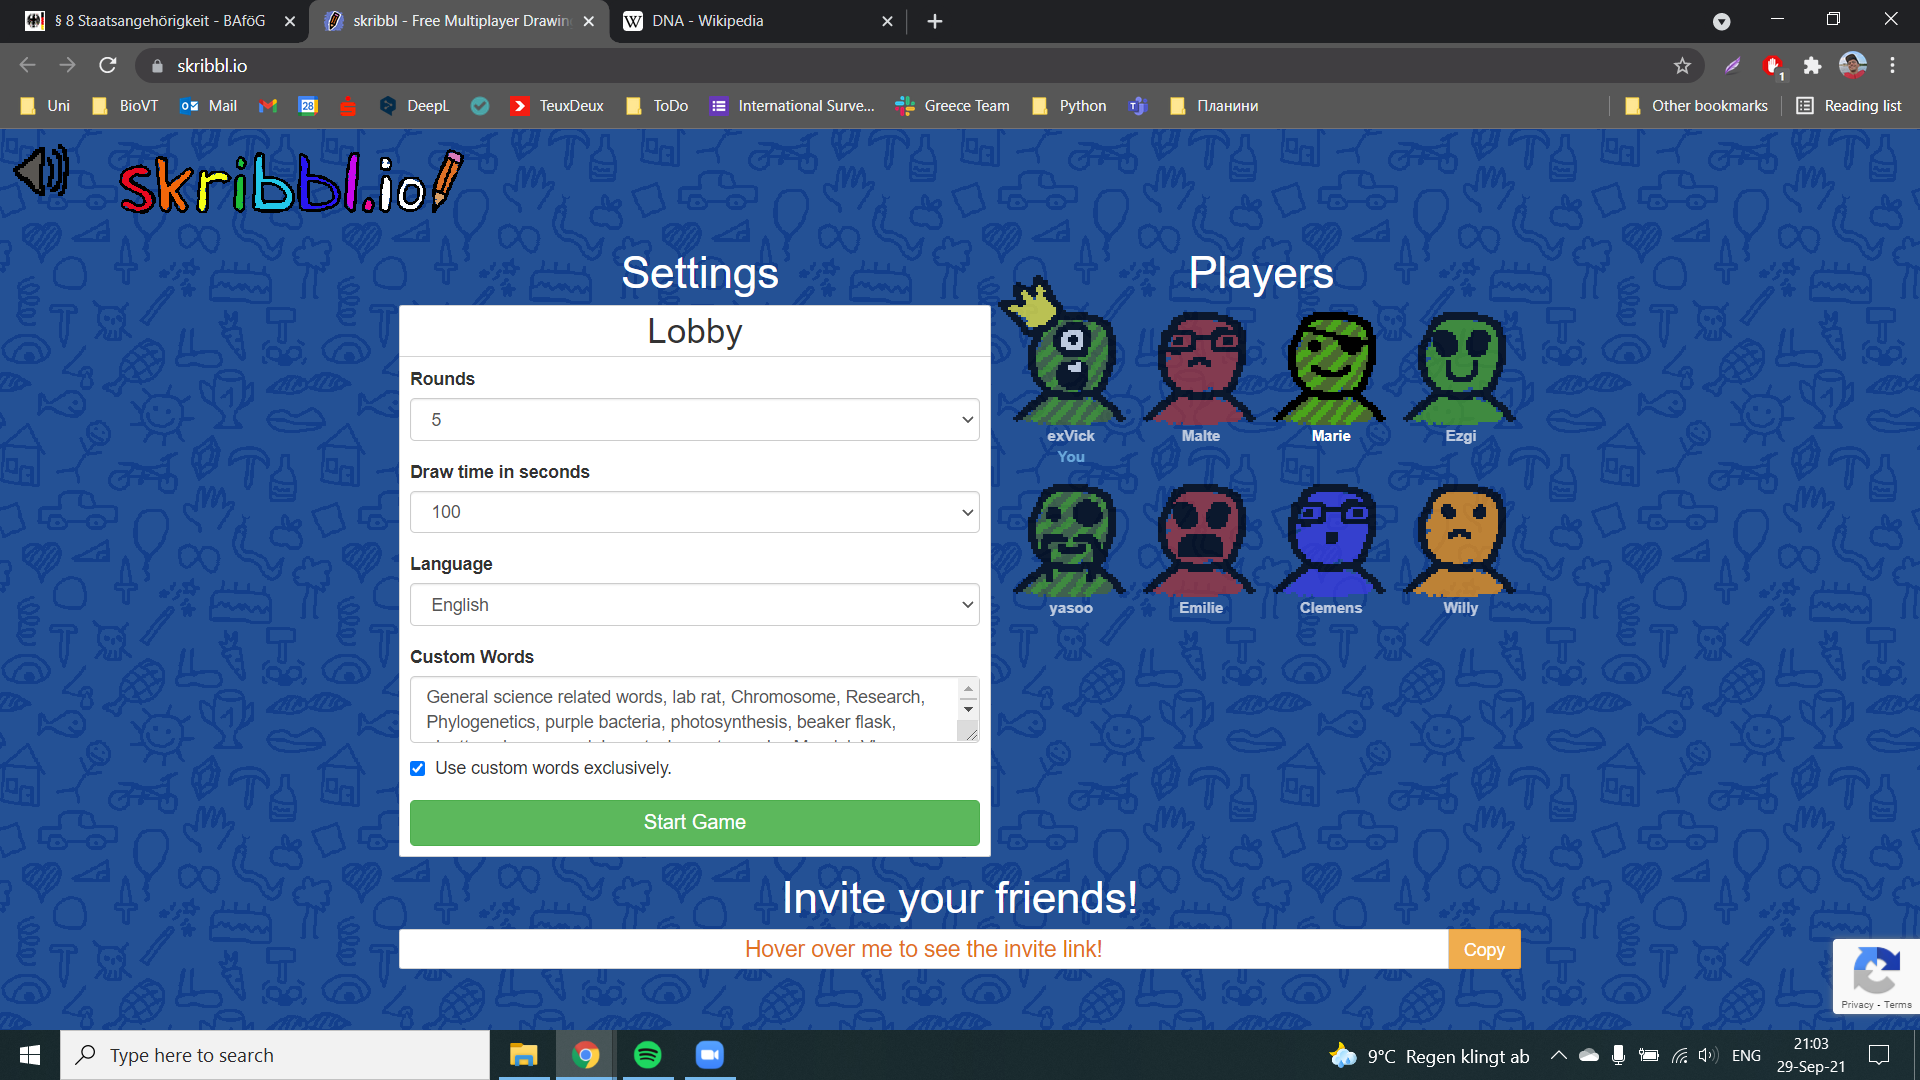 § 8 Staatsangehörigkeit - BAföG
skribbl - Free Multiplayer Drawin
DNA - Wikipedia
skribbl.io
1
Uni
BioVT
Mail
28
DeepL
TeuxDeux
ToDo
International Surve...
Greece Team
Python
Планини
Other bookmarks
Reading list
skribbl.io
Settings
Players
Lobby
Rounds
5
Draw time in seconds
100
Language
English
Custom Words
General science related words, lab rat, Chromosome, Research,
Phylogenetics, purple bacteria, photosynthesis, beaker flask,
Use custom words exclusively.
Start Game
exVick
You
Malte
Marie
Ezgi
yasoo
Emilie
Clemens
Willy
Invite your friends!
Hover over me to see the invite link!
Copy
Privacy - Terms
Type here to search
9°C Regen klingt ab
ENG
21:03
29-Sep-21